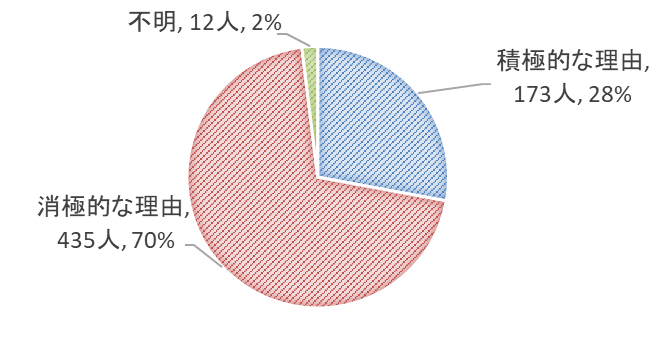 不明, 12人, 2%
積極的な理由,
173人, 28%
消極的な理由,
435人, 70%